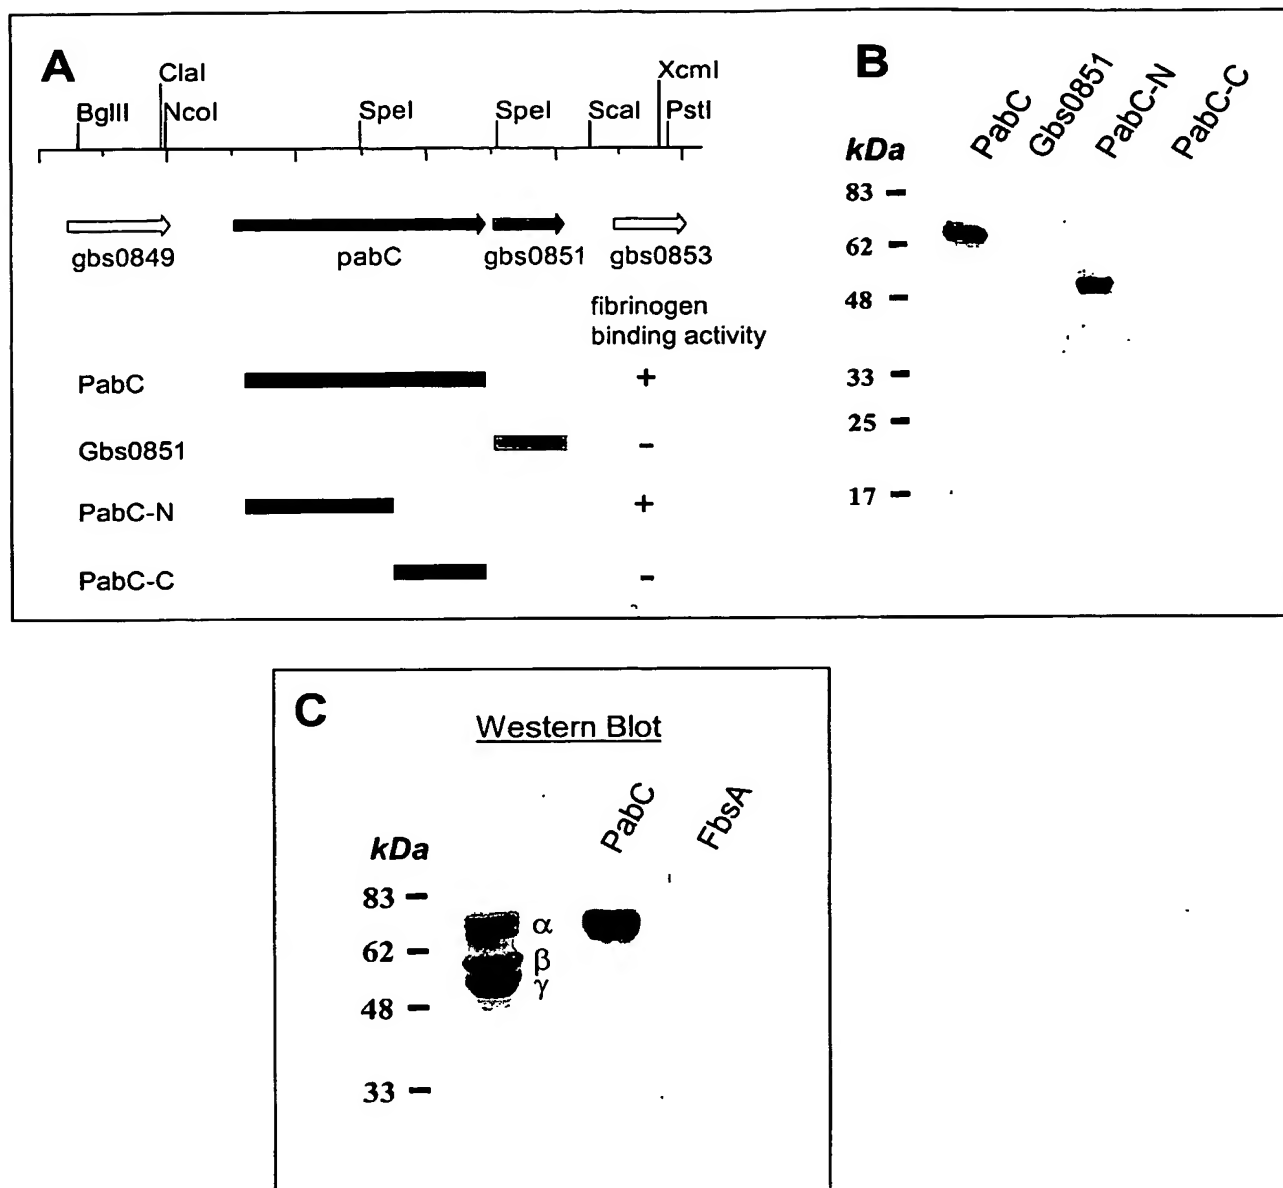 A
ClaI
XcmI
BglII
NcoI
SpeI
SpeI
ScaI
PstI
gbs0849
pabC
gbs0851
gbs0853
fibrinogen
binding activity
PabC
+
Gbs0851
-
PabC-N
+
PabC-C
-
B
PabC
Gbs0851
PabC-N
PabC-C
kDa
83
62
48
33
25
17
C
Western Blot
PabC
FbsA
kDa
83
62
48
33
α
β
γ